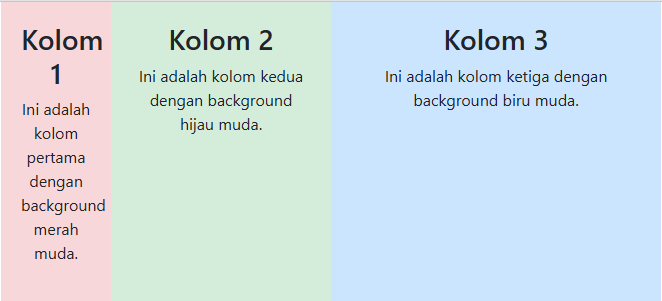 Kolom
1
Ini adalah
kolom
pertama
dengan
background
merah
muda.
Kolom 2
Ini adalah kolom kedua
dengan background
hijau muda.
Kolom 3
Ini adalah kolom ketiga dengan
background biru muda.